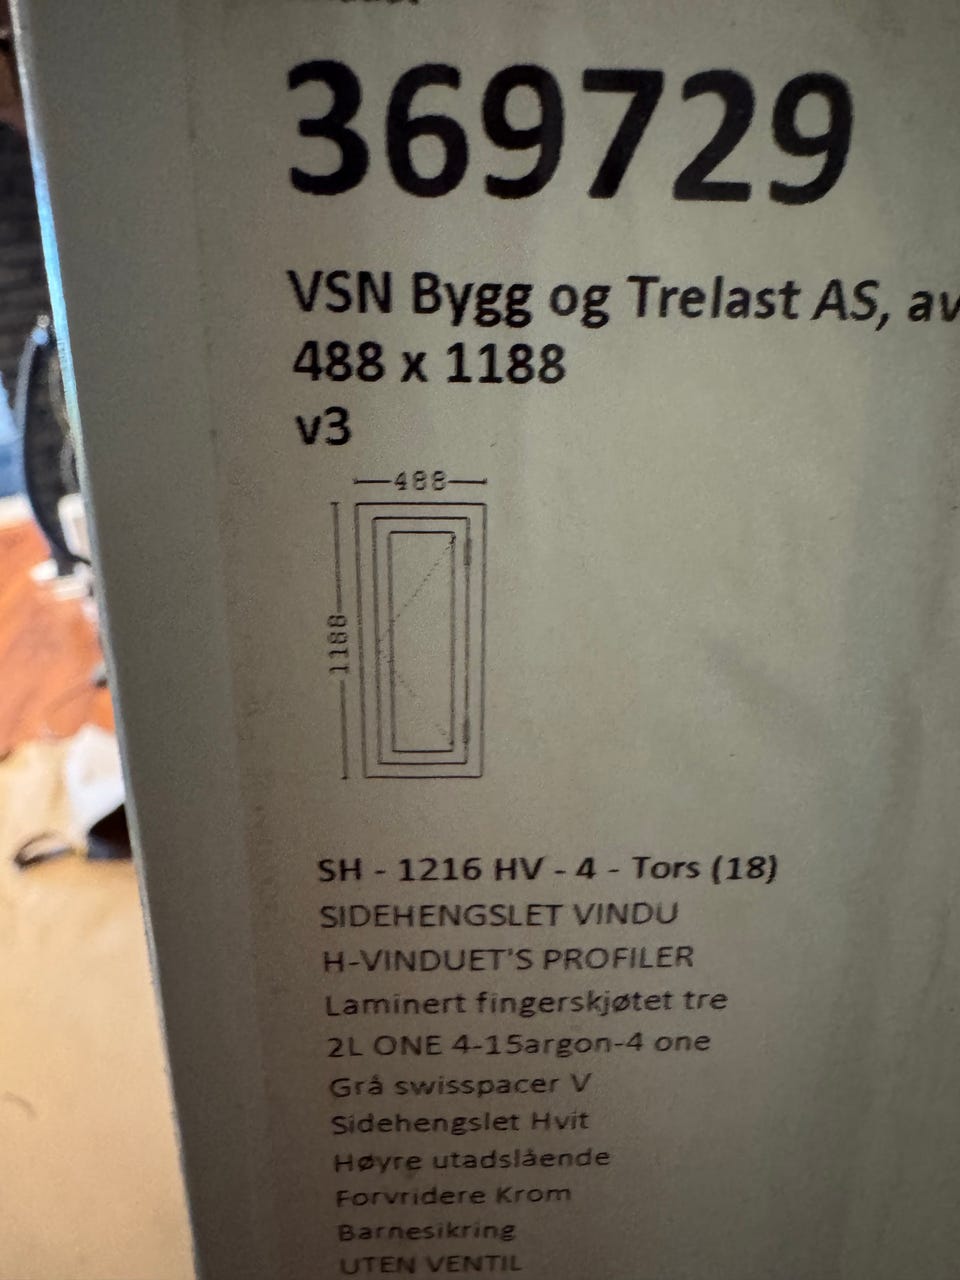 369729
VSN Bygg og Trelast AS, av
488 x 1188
v3
488
1188
SH - 1216 HV - 4 - Tors (18)
SIDEHENGSLET VINDU
H-VINDUET'S PROFILER
Laminert fingerskjøtet tre
2L ONE 4-15argon-4 one
Grå swisspacer V
Sidehengslet Hvit
Høyre utadslående
Forvridere Krom
Barnesikring
UTEN VENTIL